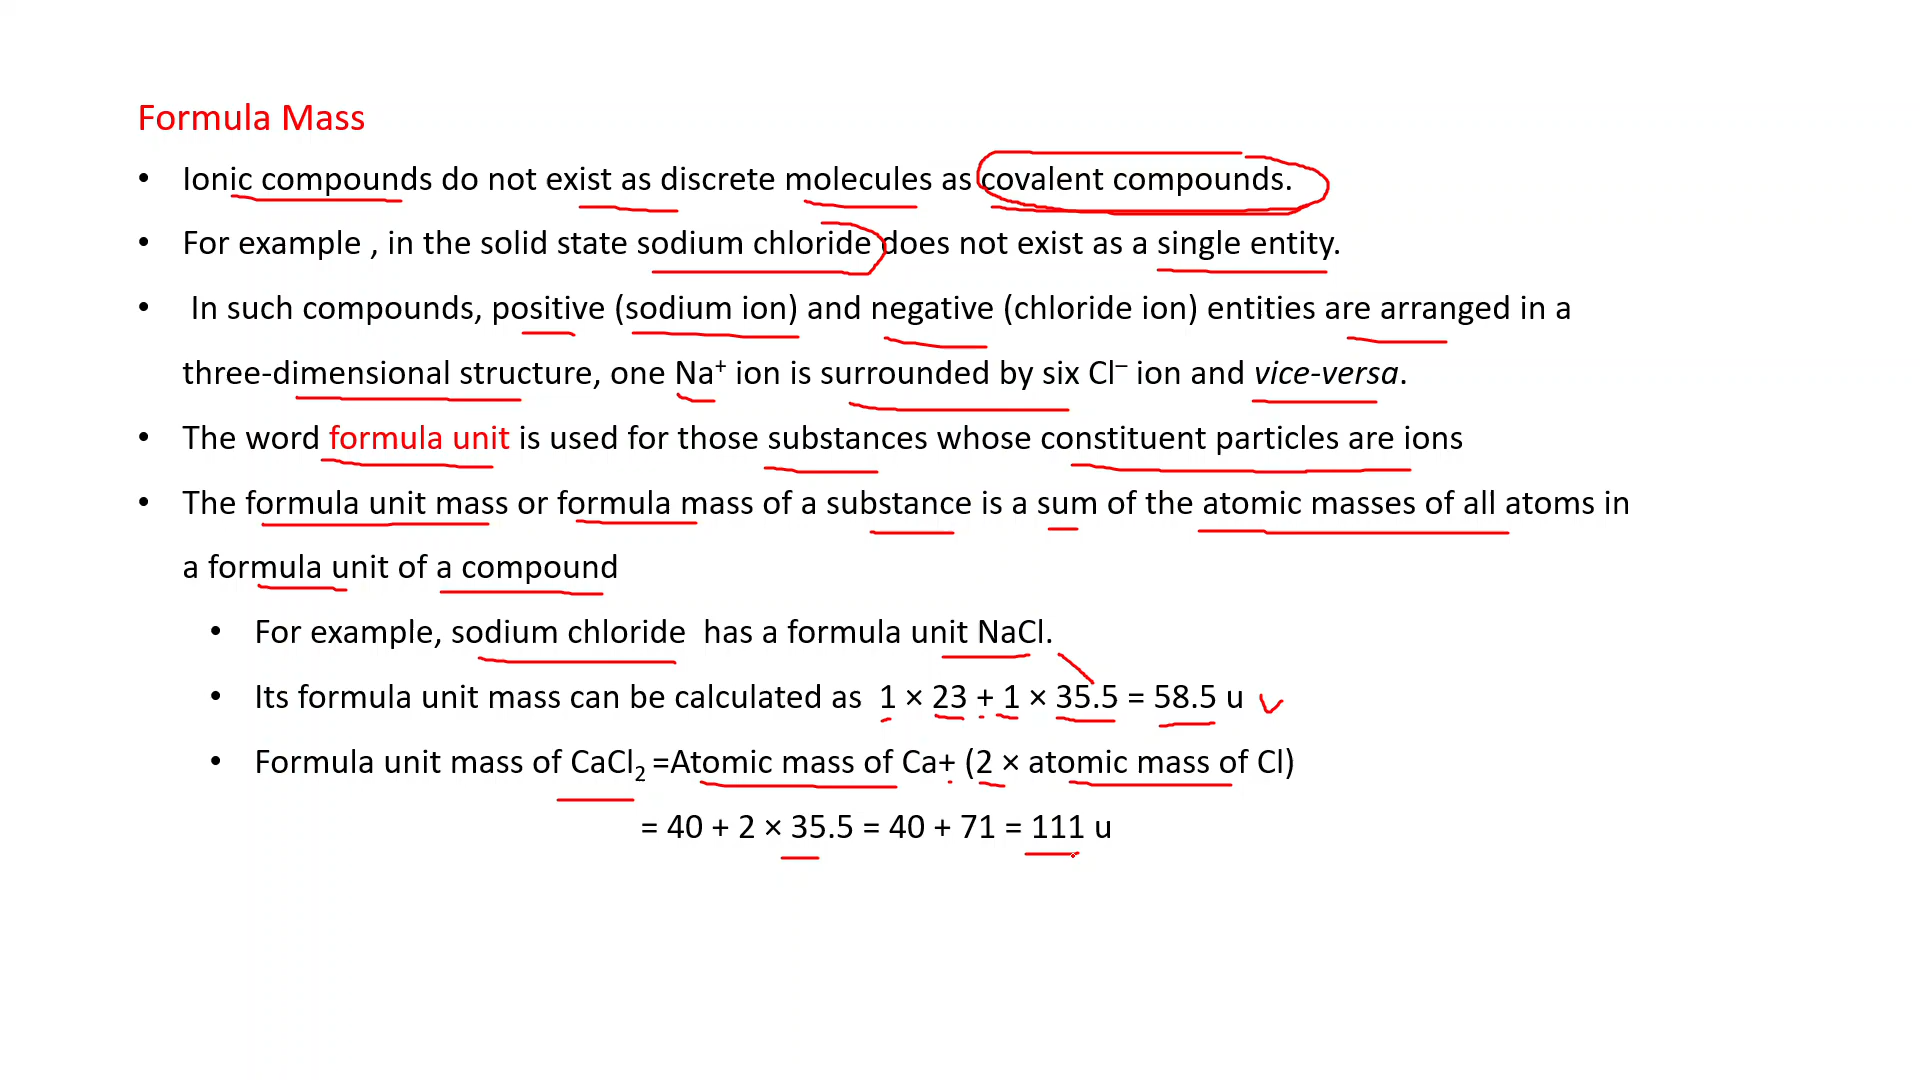 Formula Mass
• Ionic compounds do not exist as discrete molecules as covalent compounds.
• For example , in the solid state sodium chloride does not exist as a single entity.
• In such compounds, positive (sodium ion) and negative (chloride ion) entities are arranged in a
three-dimensional structure, one Na⁺ ion is surrounded by six Cl⁻ ion and vice-versa.
• The word formula unit is used for those substances whose constituent particles are ions
• The formula unit mass or formula mass of a substance is a sum of the atomic masses of all atoms in
a formula unit of a compound
• For example, sodium chloride has a formula unit NaCl.
• Its formula unit mass can be calculated as 1 × 23 + 1 × 35.5 = 58.5 u
• Formula unit mass of CaCl₂ =Atomic mass of Ca+ (2 × atomic mass of Cl)
= 40 + 2 × 35.5 = 40 + 71 = 111 u